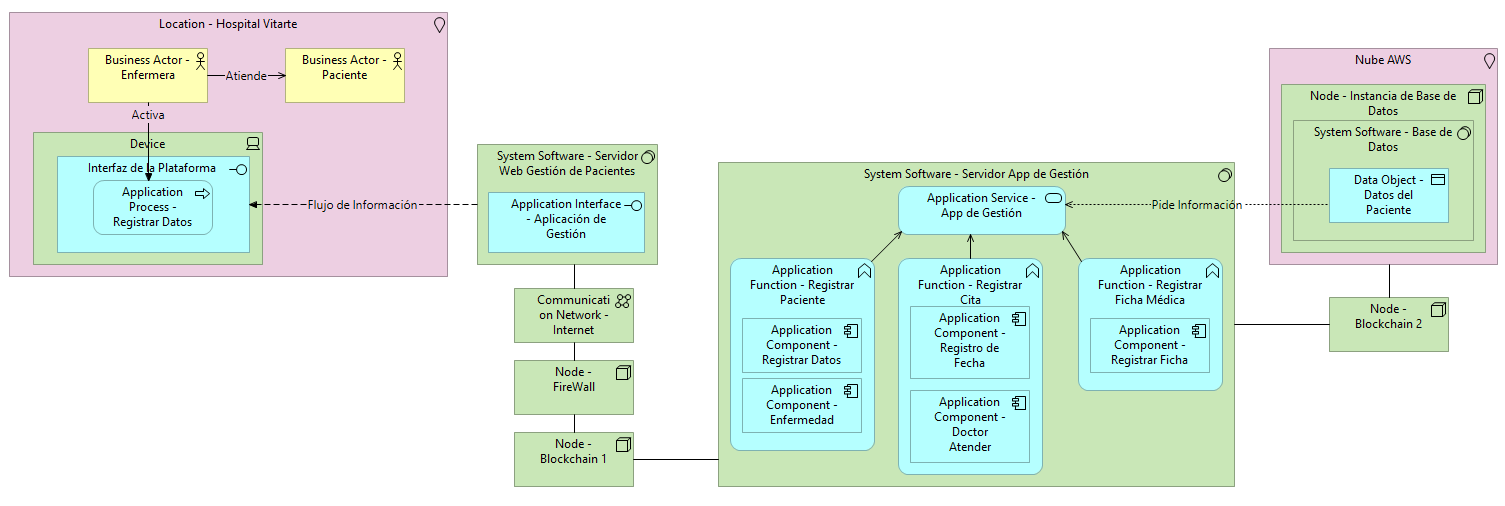 Location - Hospital Vitarte
Business Actor -
Enfermera
Atiende
Business Actor -
Paciente
Activa
Device
Interfaz de la Plataforma
Application
Process -
Registrar Datos
Flujo de Información
System Software - Servidor
Web Gestión de Pacientes
Application Interface
- Aplicación de
Gestión
Communicati
on Network -
Internet
Node -
FireWall
Node -
Blockchain 1
System Software - Servidor App de Gestión
Application Service -
App de Gestión
Application
Function - Registrar
Paciente
Application
Component -
Registrar Datos
Application
Component -
Enfermedad
Application
Function - Registrar
Cita
Application
Component -
Registro de
Fecha
Application
Component -
Doctor
Atender
Application
Function - Registrar
Ficha Médica
Application
Component -
Registrar Ficha
Pide Información
Nube AWS
Node - Instancia de Base de
Datos
System Software - Base de
Datos
Data Object -
Datos del
Paciente
Node -
Blockchain 2